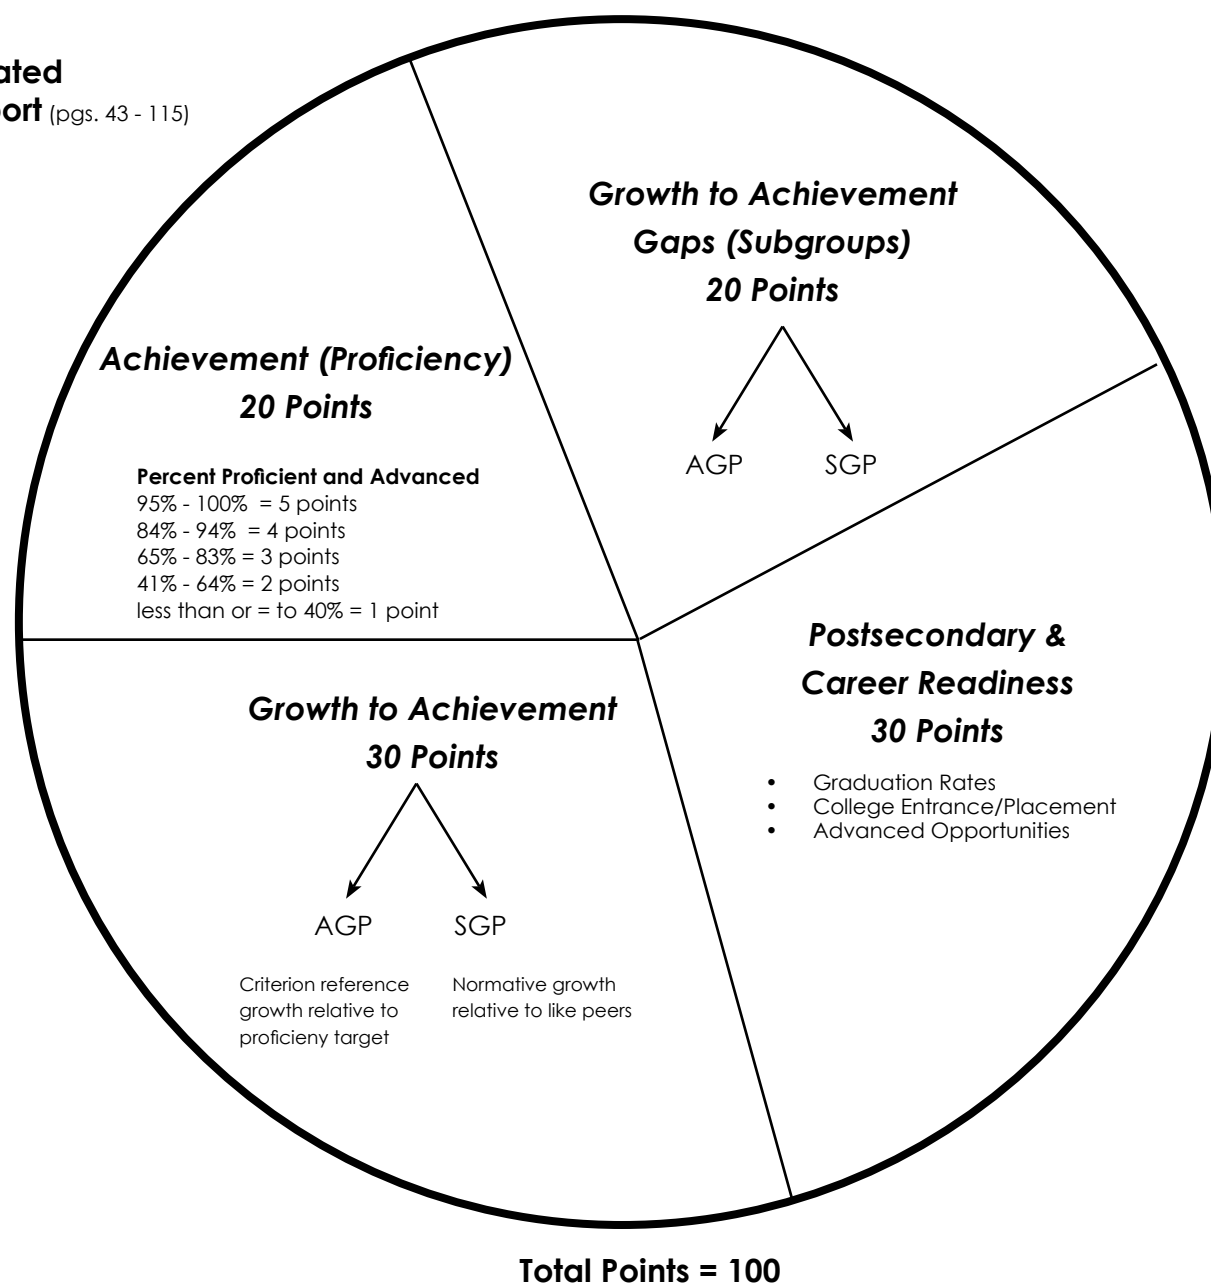 (pgs. 43 - 115)
Growth to Achievement
Gaps (Subgroups)
20 Points
AGP SGP
Achievement (Proficiency)
20 Points
Percent Proficient and Advanced
95% - 100% = 5 points
84% - 94% = 4 points
65% - 83% = 3 points
41% - 64% = 2 points
less than or = to 40% = 1 point
Postsecondary &
Career Readiness
30 Points
• Graduation Rates
• College Entrance/Placement
• Advanced Opportunities
Growth to Achievement
30 Points
AGP SGP
Criterion reference
growth relative to
proficieny target
Normative growth
relative to like peers
Total Points = 100